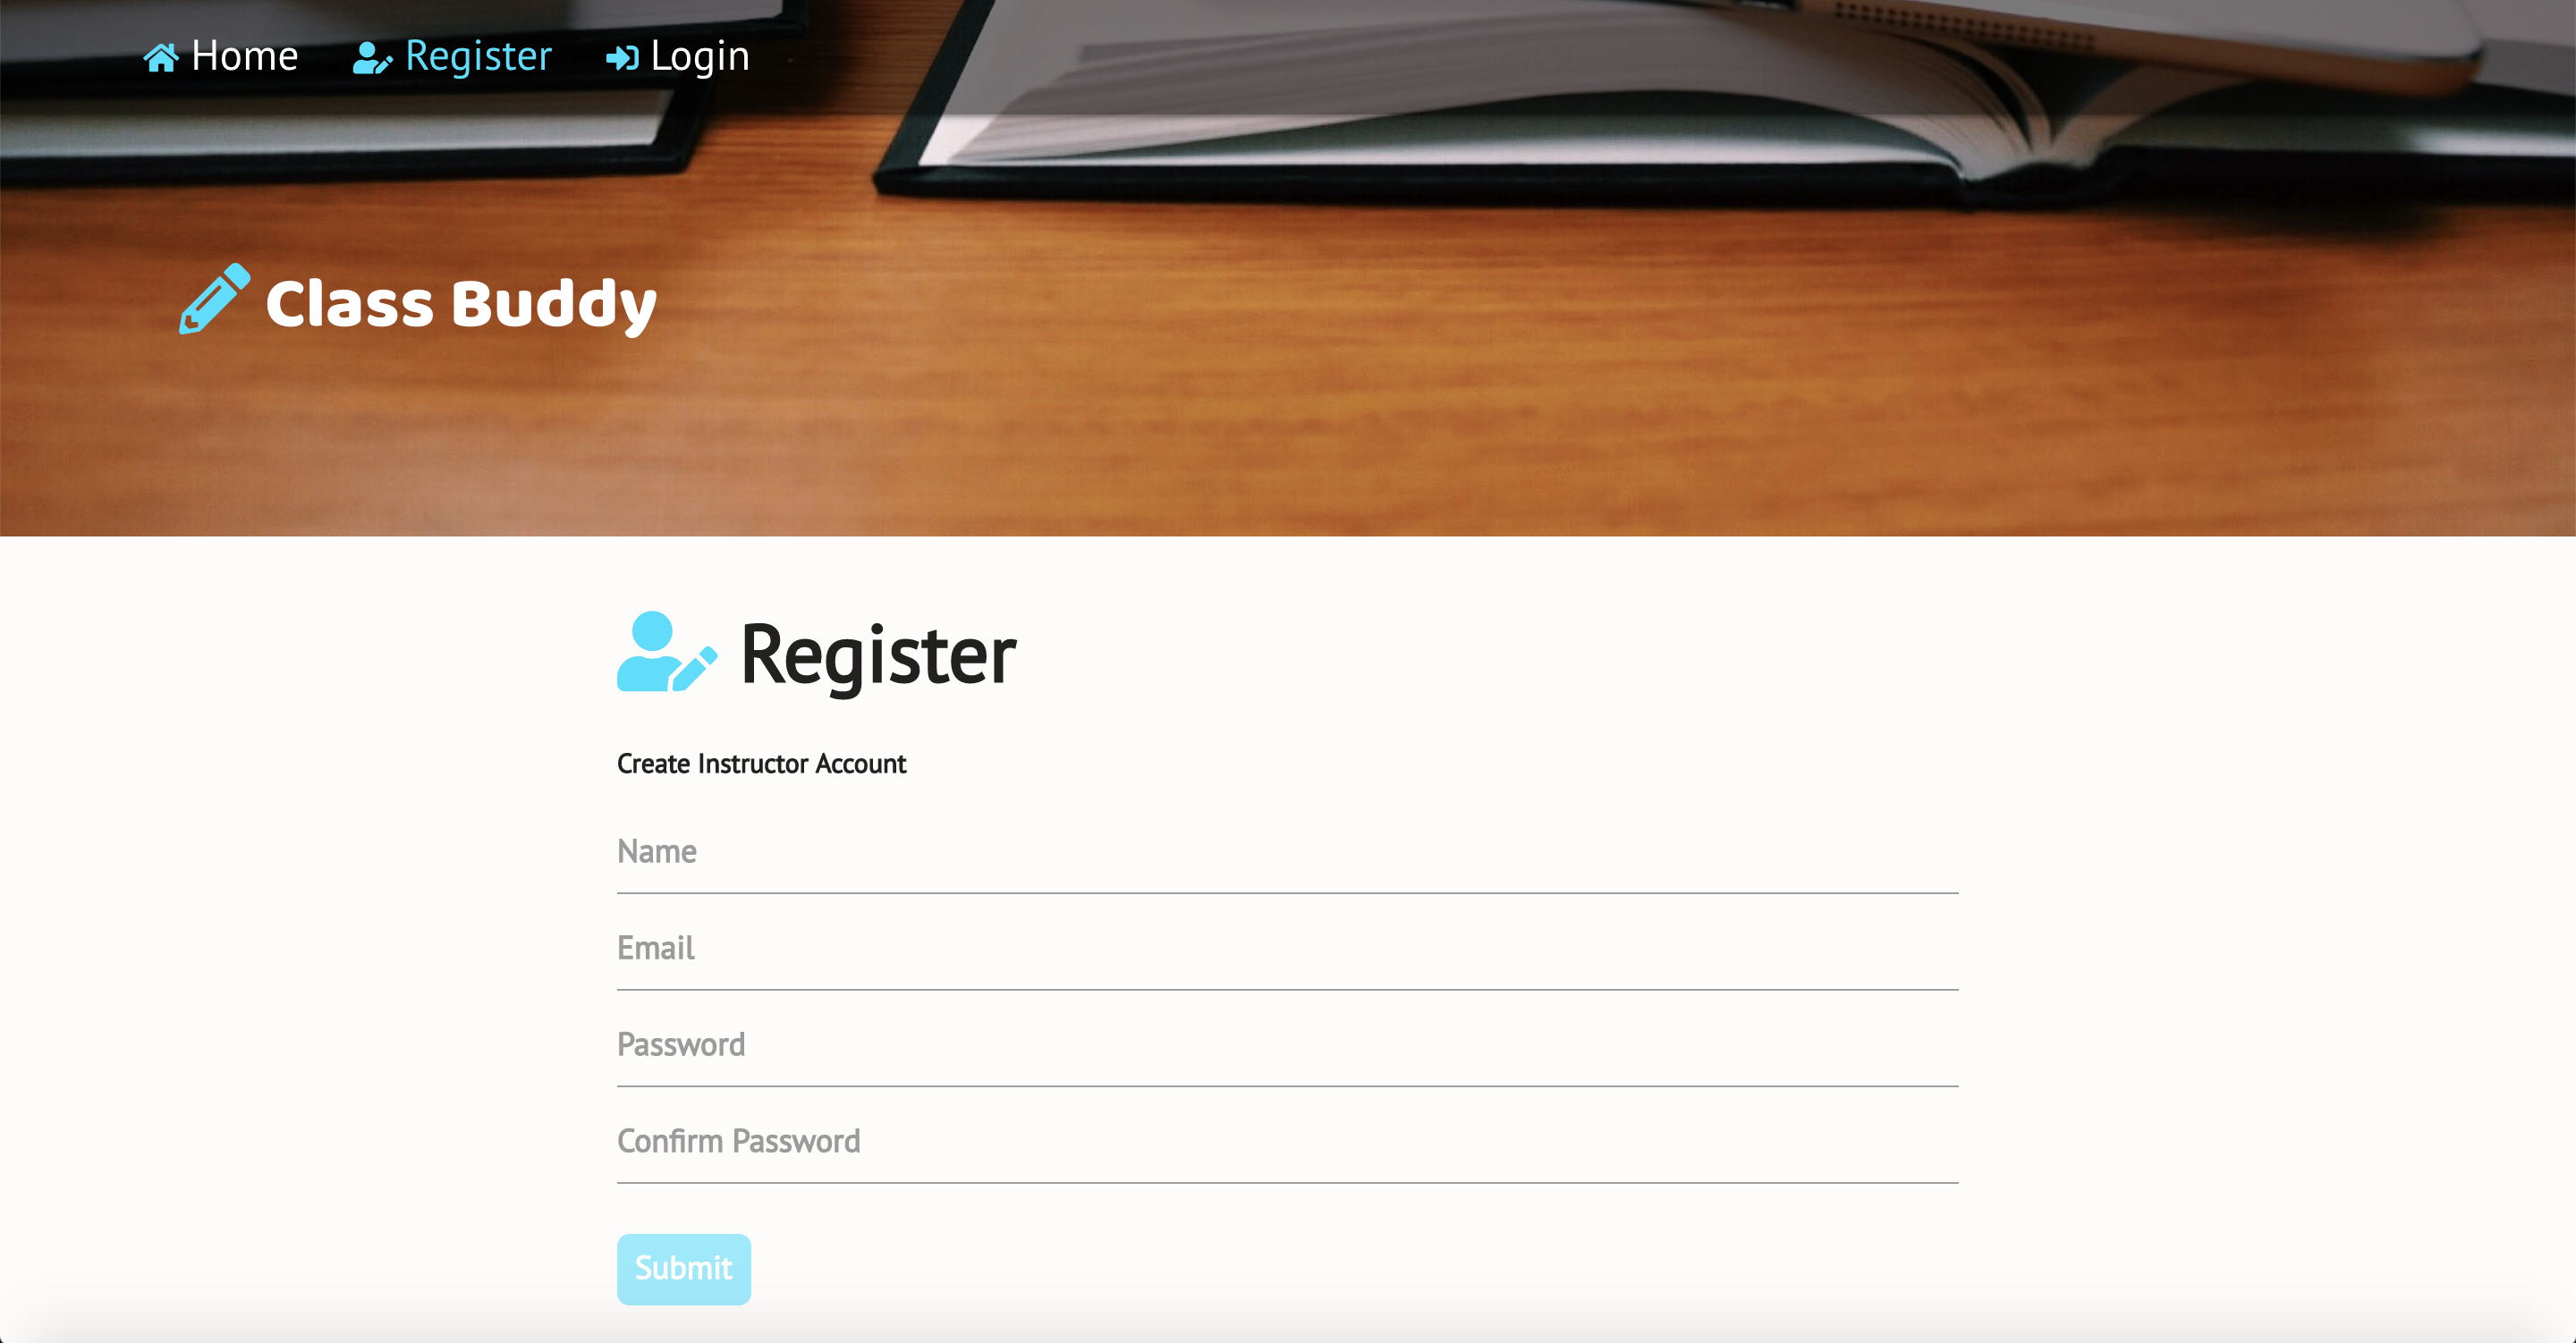 Home Register Login
Class Buddy
Register
Create Instructor Account
Name
Email
Password
Confirm Password
Submit